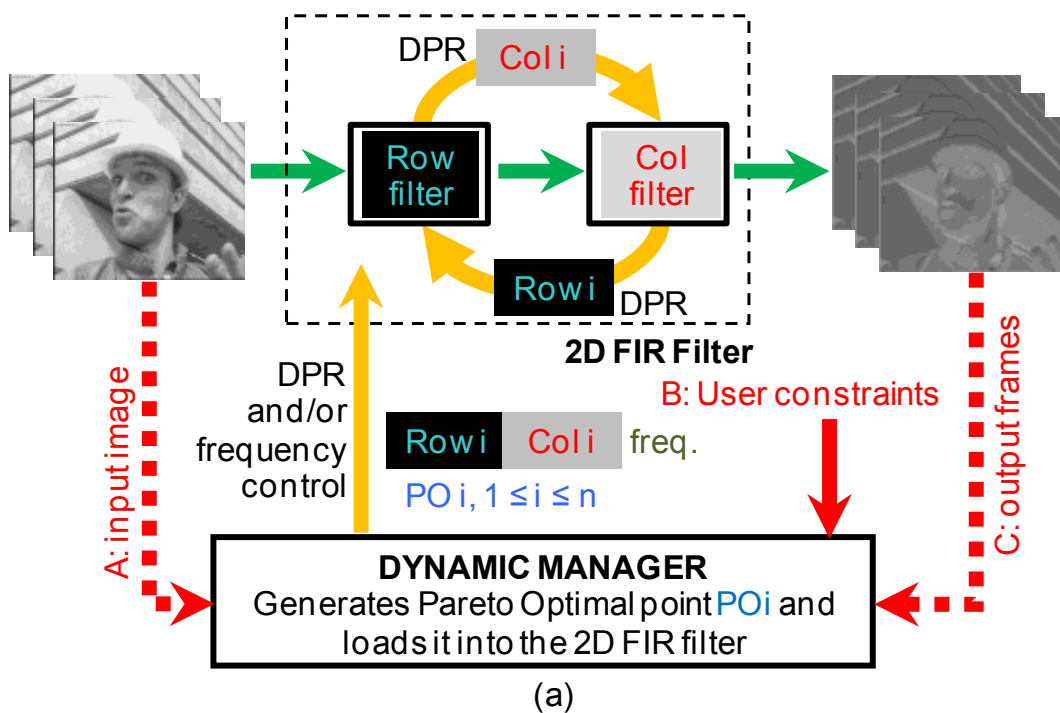 DPR
Col i
Row
filter
Col
filter
Row i
DPR
2D FIR Filter
A: input image
DPR
and/or
frequency
control
Row i
Col i
freq.
PO i, 1 ≤ i ≤ n
B: User constraints
C: output frames
DYNAMIC MANAGER
Generates Pareto Optimal point POi and
loads it into the 2D FIR filter
(a)